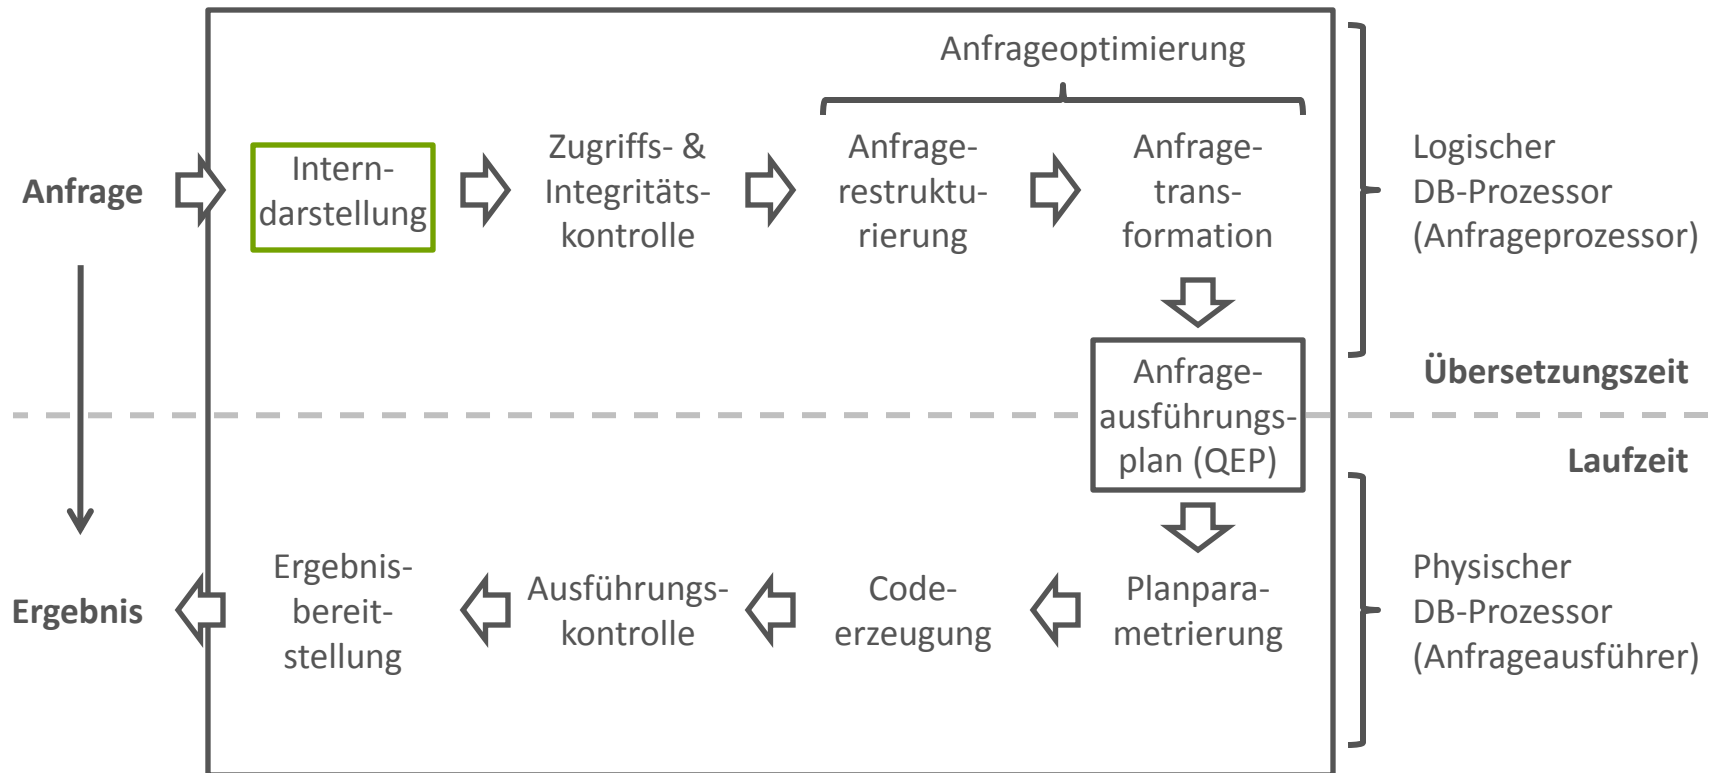 Anfrageoptimierung
Anfrage
Intern-
darstellung
Zugriffs- &
Integritäts-
kontrolle
Anfrage-
restruktu-
rierung
Anfrage-
trans-
formation
Logischer
DB-Prozessor
(Anfrageprozessor)
Anfrage-
ausführungs-
plan (QEP)
Übersetzungszeit
Laufzeit
Ergebnis
Ergebnis-
bereit-
stellung
Ausführungs-
kontrolle
Code-
erzeugung
Planpara-
metrierung
Physischer
DB-Prozessor
(Anfrageausführer)